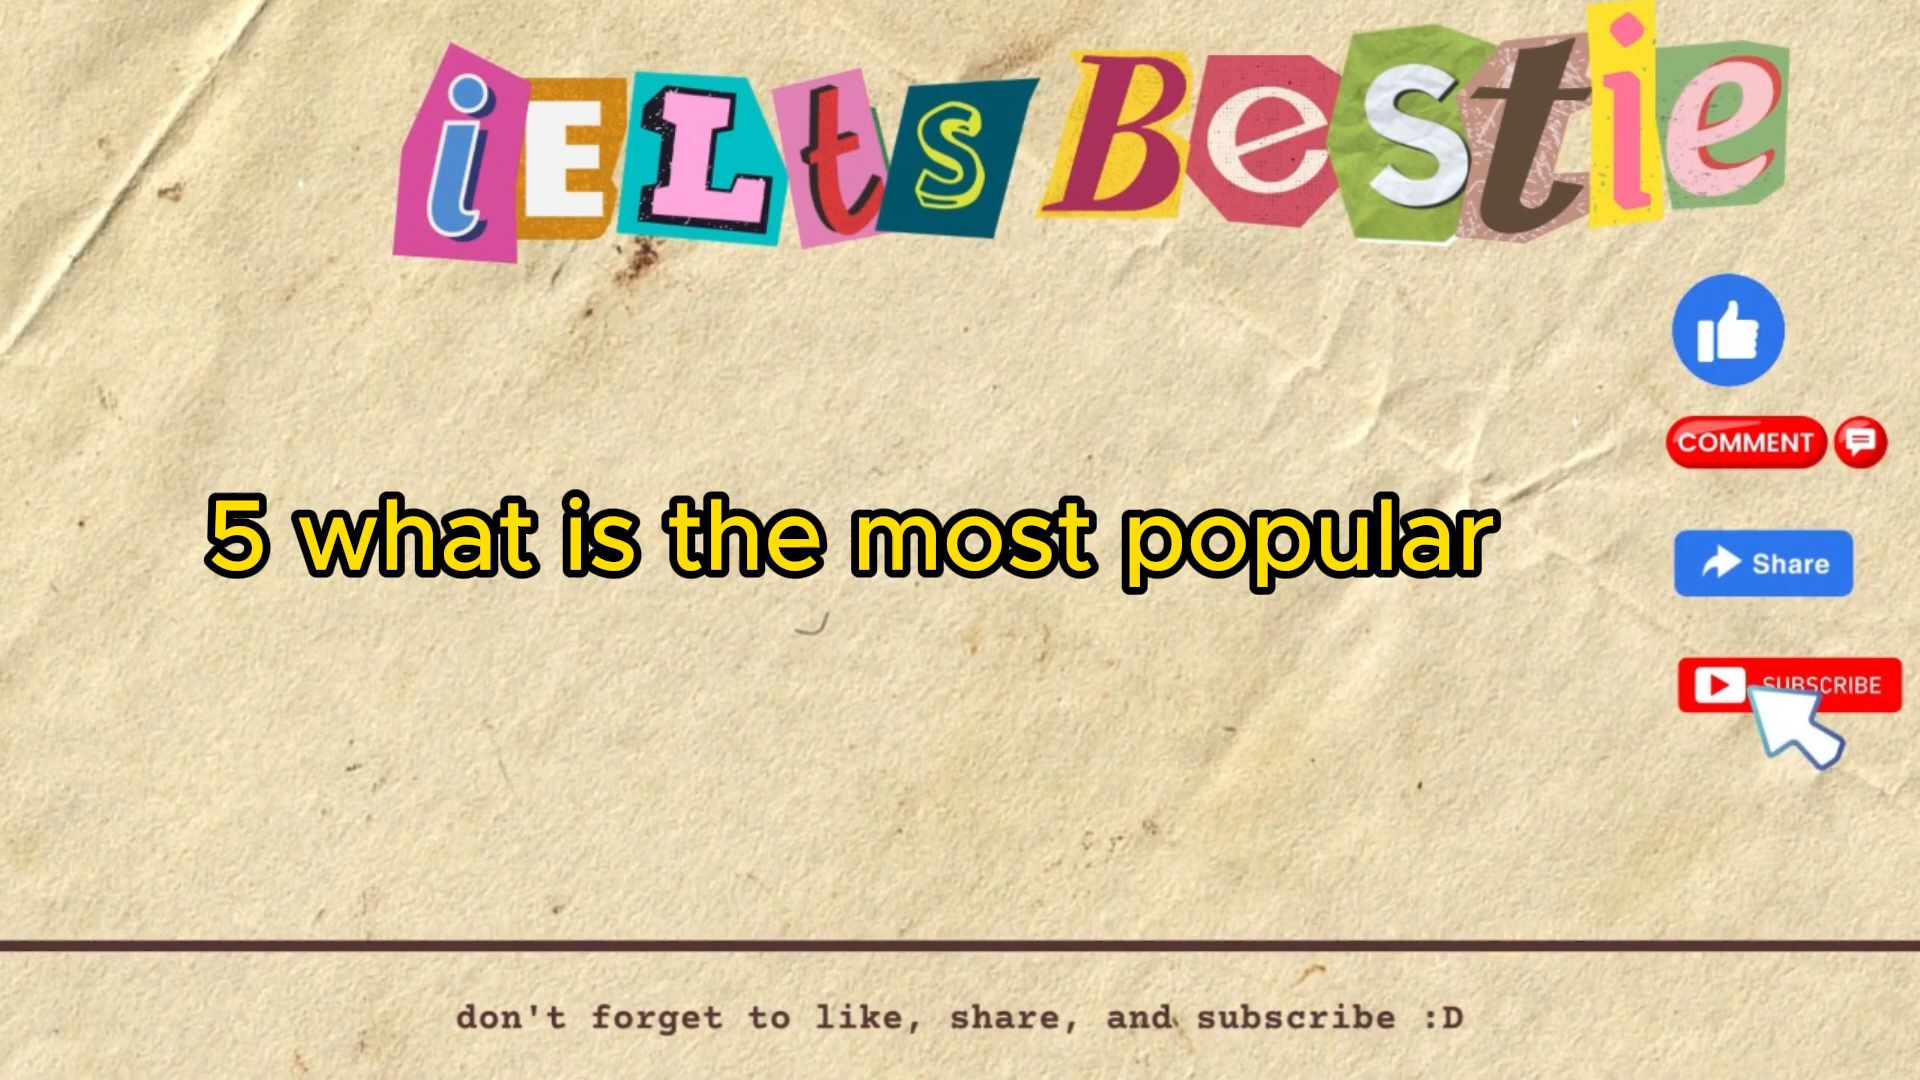 iELts Bestie
COMMENT
5 what is the most popular
Share
SUBSCRIBE
don't forget to like, share, and subscribe :D